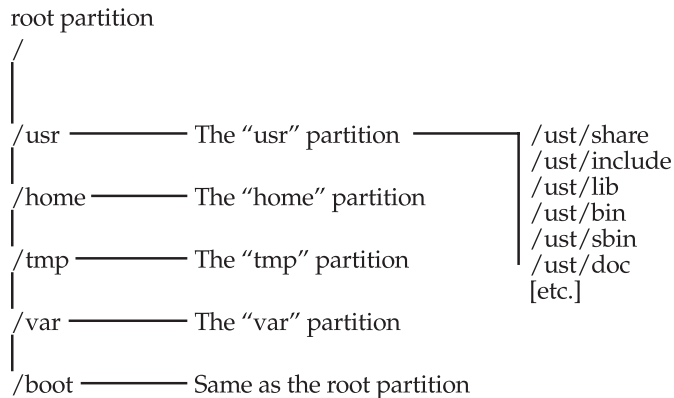 root partition
/
/usr The “usr” partition
/home The “home” partition
/tmp The “tmp” partition
/var The “var” partition
/boot Same as the root partition
/ust/share
/ust/include
/ust/lib
/ust/bin
/ust/sbin
/ust/doc
[etc.]